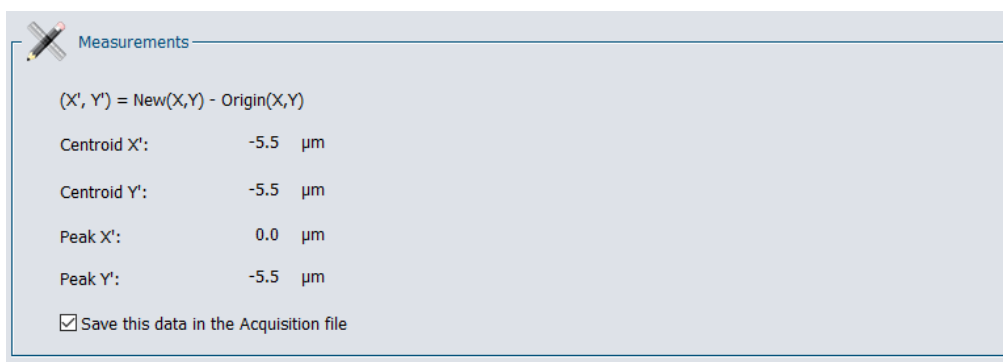 Measurements
(X', Y') = New(X,Y) - Origin(X,Y)
Centroid X': -5.5 µm
Centroid Y': -5.5 µm
Peak X': 0.0 µm
Peak Y': -5.5 µm
Save this data in the Acquisition file